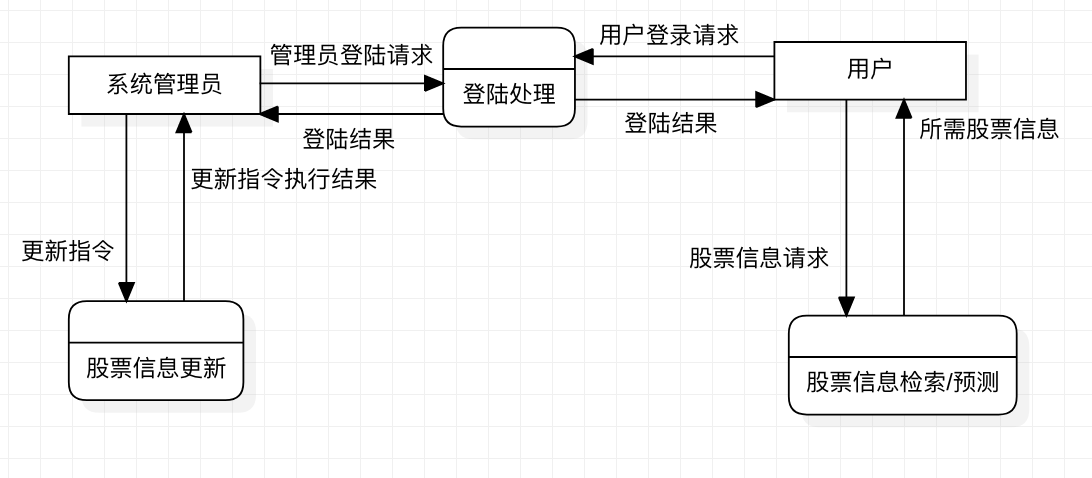 用户登录请求
管理员登陆请求
系统管理员
登陆处理
用户
登陆结果
登陆结果
所需股票信息
更新指令执行结果
更新指令
股票信息请求
股票信息更新
股票信息检索/预测